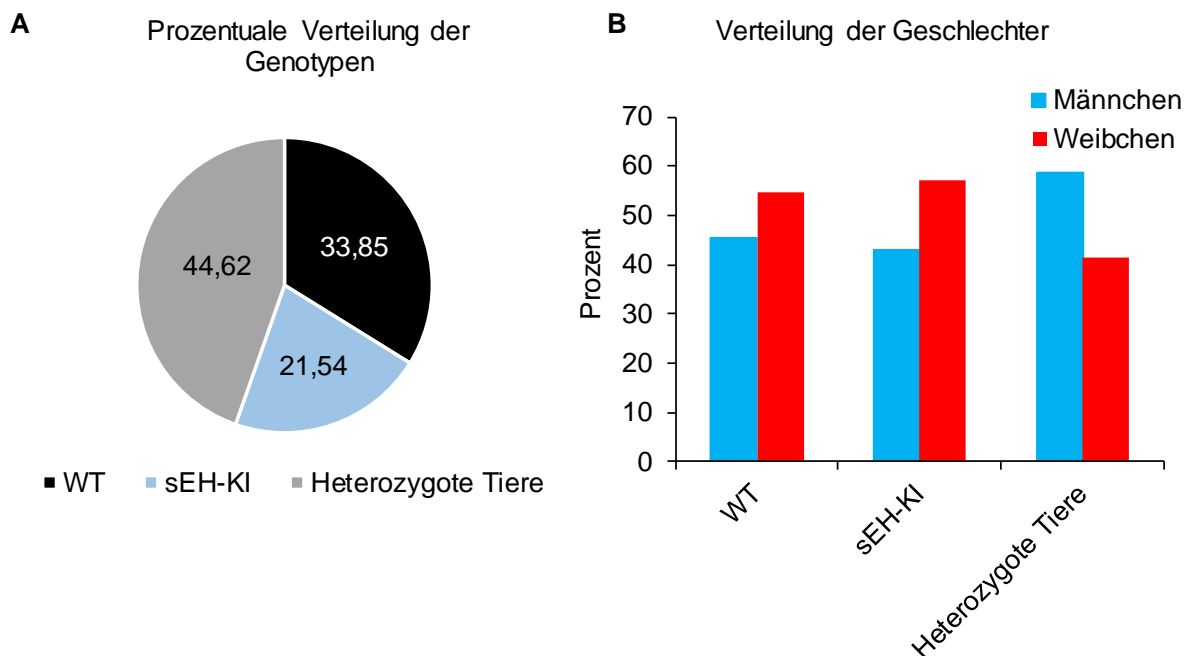 A
Prozentuale Verteilung der
Genotypen
33,85
44,62
21,54
WT
sEH-KI
Heterozygote Tiere
B
Verteilung der Geschlechter
Männchen
Weibchen
Prozent
70
60
50
40
30
20
10
0
WT
sEH-KI
Heterozygote Tiere